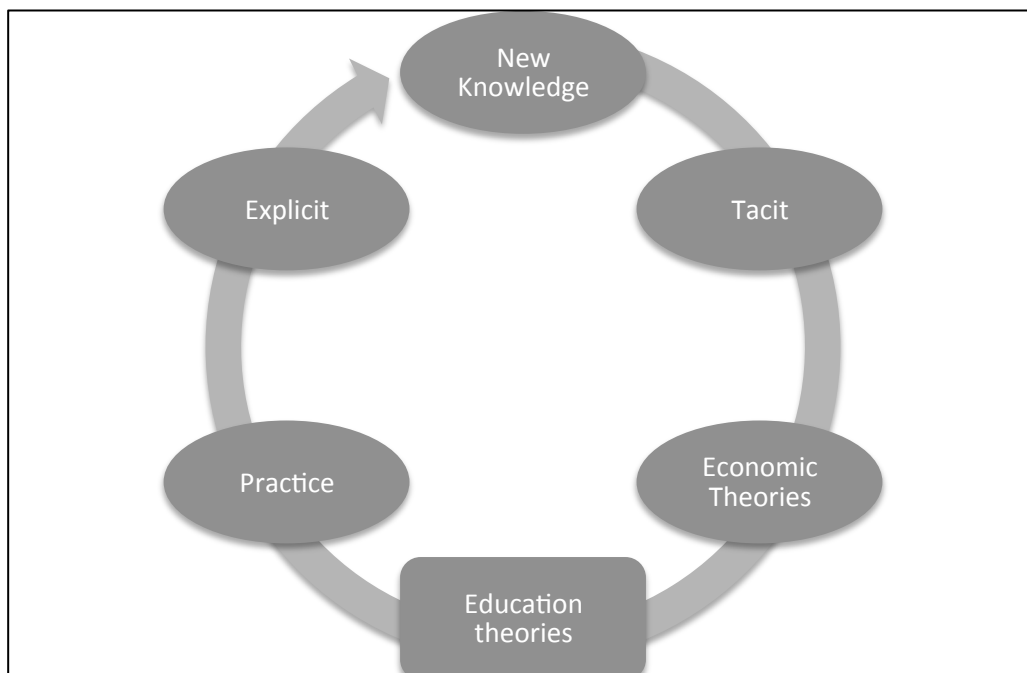 New
Knowledge
Tacit
Economic
Theories
Education
theories
Practice
Explicit